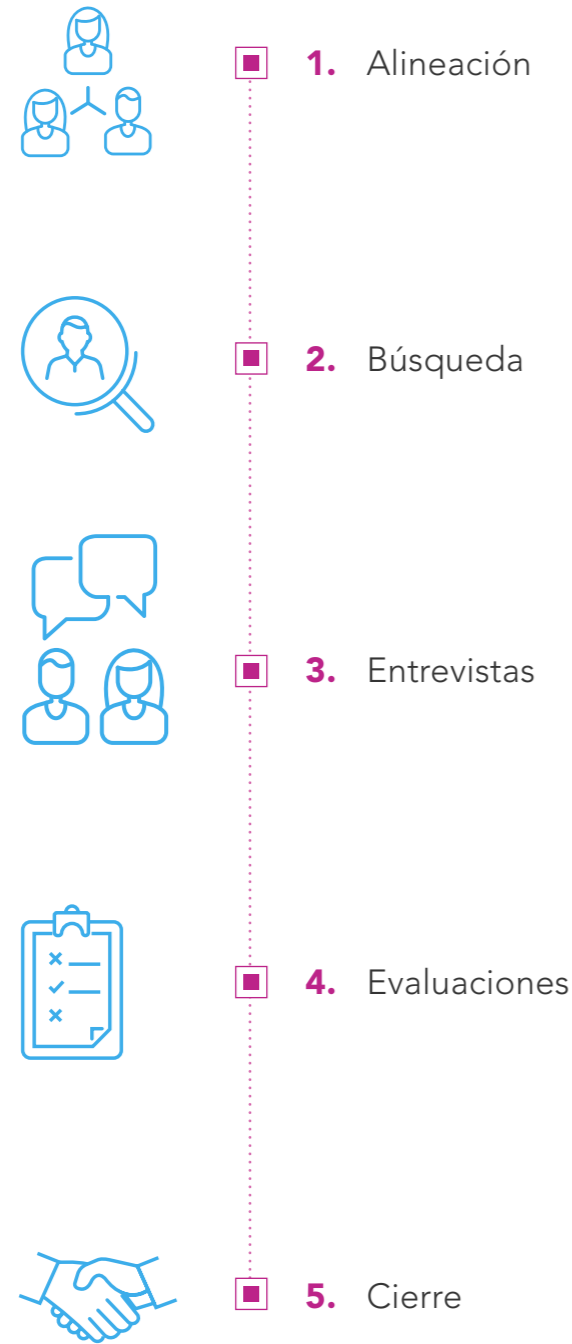 1. Alineación
2. Búsqueda
3. Entrevistas
4. Evaluaciones
5. Cierre